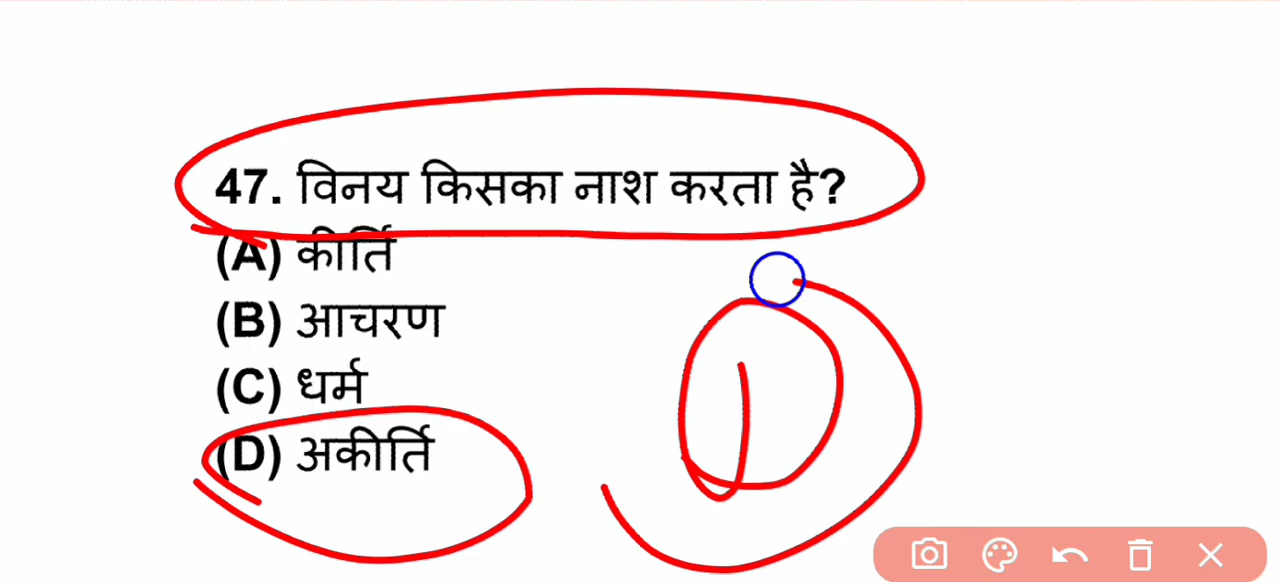 47. विनय किसका नाश करता है?
(A) कीर्ति
(B) आचरण
(C) धर्म
(D) अकीर्ति